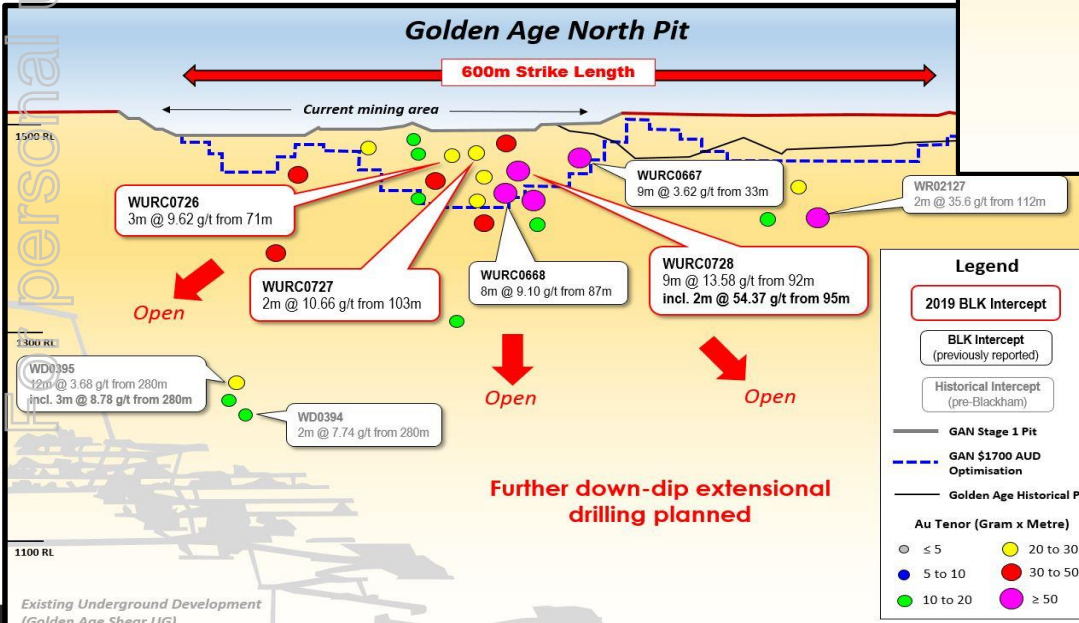 For personal u
Golden Age North Pit
600m Strike Length
Current mining area
1500 RL
WURC0726
3m @ 9.62 g/t from 71m
WURC0727
2m @ 10.66 g/t from 103m
WURC0668
8m @ 9.10 g/t from 87m
WURC0667
9m @ 3.62 g/t from 33m
WURC0728
9m @ 13.58 g/t from 92m
incl. 2m @ 54.37 g/t from 95m
WR02127
2m @ 35.6 g/t from 112m
Open
Open
Open
1300 RL
WD0395
12m @ 3.68 g/t from 280m
incl. 3m @ 8.78 g/t from 280m
WD0394
2m @ 7.74 g/t from 280m
Further down-dip extensional
drilling planned
1100 RL
Existing Underground Development
(Golden Age Shear UG)
Legend
2019 BLK Intercept
BLK Intercept
(previously reported)
Historical Intercept
(pre-Blackham)
GAN Stage 1 Pit
GAN $1700 AUD
Optimisation
Golden Age Historical P
Au Tenor (Gram x Metre)
≤ 5
5 to 10
10 to 20
20 to 30
30 to 50
≥ 50